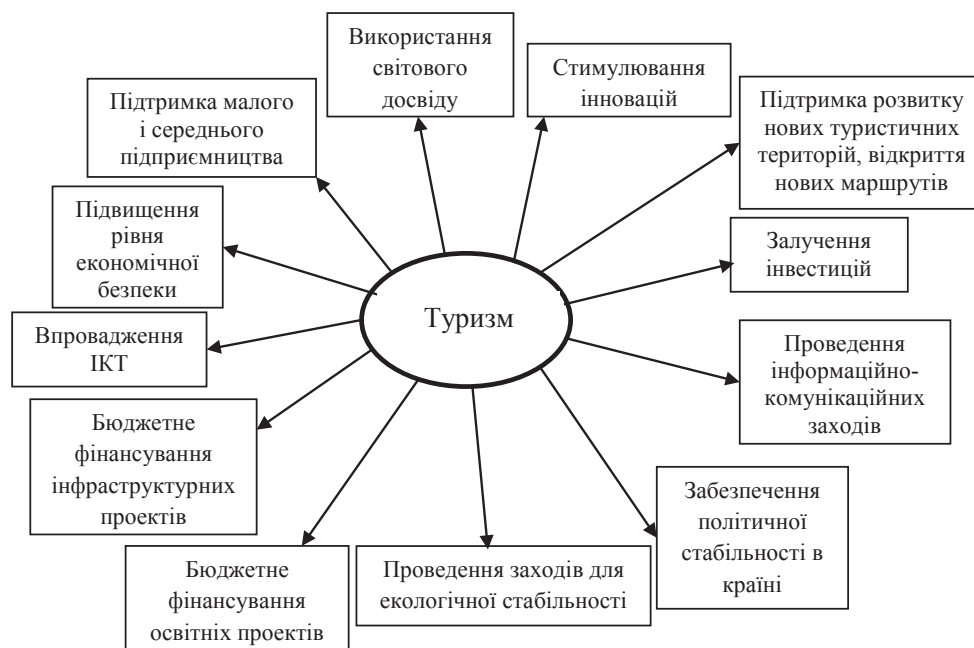 Використання
світового
досвіду
Стимулювання
інновацій
Підтримка малого
і середнього
підприємництва
Підтримка розвитку
нових туристичних
територій, відкриття
нових маршрутів
Підвищення
рівня
економічної
безпеки
Залучення
інвестицій
Туризм
Впровадження
ІКТ
Проведення
інформаційно-
комунікаційних
заходів
Бюджетне
фінансування
інфраструктурних
проектів
Забезпечення
політичної
стабільності в
країні
Бюджетне
фінансування
освітніх проектів
Проведення заходів для
екологічної стабільності